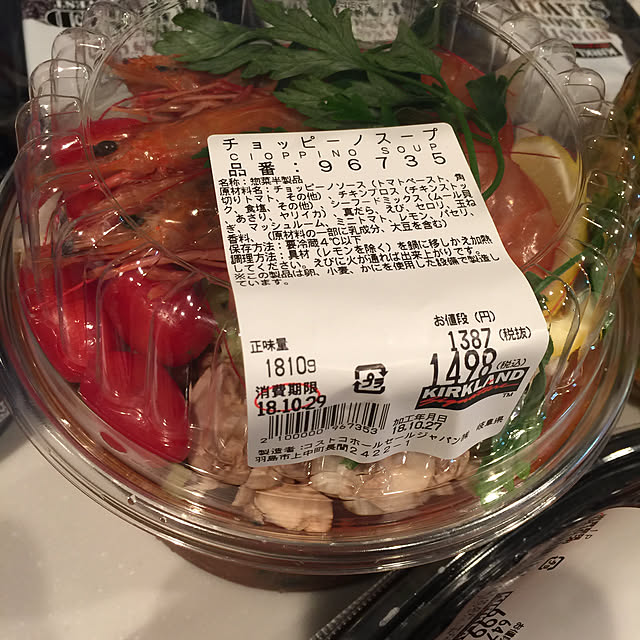 チョッピーノスープ
CIOPPINO SOUP
品番:96735
名称:惣菜半製品
原材料名:チョッピーノソース(トマトペースト、角
切りトマト、その他)、チキンブロス(チキンストッ
ク、食塩、その他)、シーフードミックス(ムール貝、
あさり、ヤリイカ)、真だら、えび、セロリ、玉ね
ぎ、マッシュルーム、ミニトマト、レモン、パセリ、
香料、(原材料の一部に乳成分、大豆を含む)
保存方法:要冷蔵4℃以下
調理方法:具材(レモンを除く)を鍋に移しかえ加熱
してください。えびに火が通れば出来上がりです。
※この製品は卵、小麦、かにを使用した設備で製造し
ています。
正味量
1810g
お値段(円)
1387(税抜)
1498(税込)
消費期限
18.10.29
KIRKLAND
TM
2 100000 967353
加工年月日
18.10.27
製造者:コストコホールセールジャパン㈱ 岐阜県
羽島市上中町長間2422-
KIRKLAND